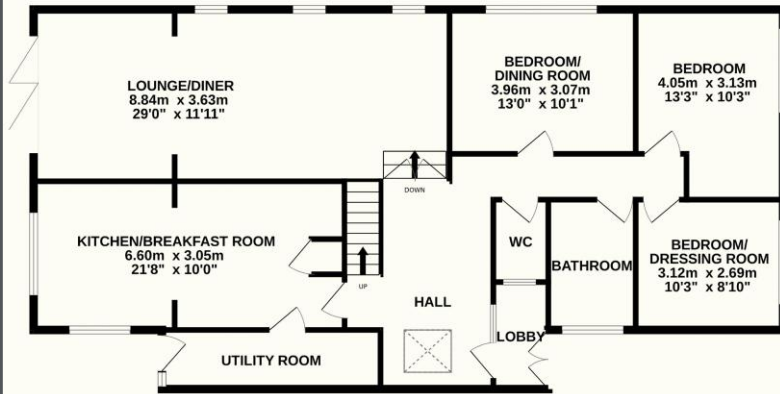 LOUNGE/DINER
8.84m x 3.63m
29'0" x 11'11"
BEDROOM/
DINING ROOM
3.96m x 3.07m
13'0" x 10'1"
BEDROOM
4.05m x 3.13m
13'3" x 10'3"
DOWN
KITCHEN/BREAKFAST ROOM
6.60m x 3.05m
21'8" x 10'0"
UP
HALL
WC
BATHROOM
BEDROOM/
DRESSING ROOM
3.12m x 2.69m
10'3" x 8'10"
LOBBY
UTILITY ROOM